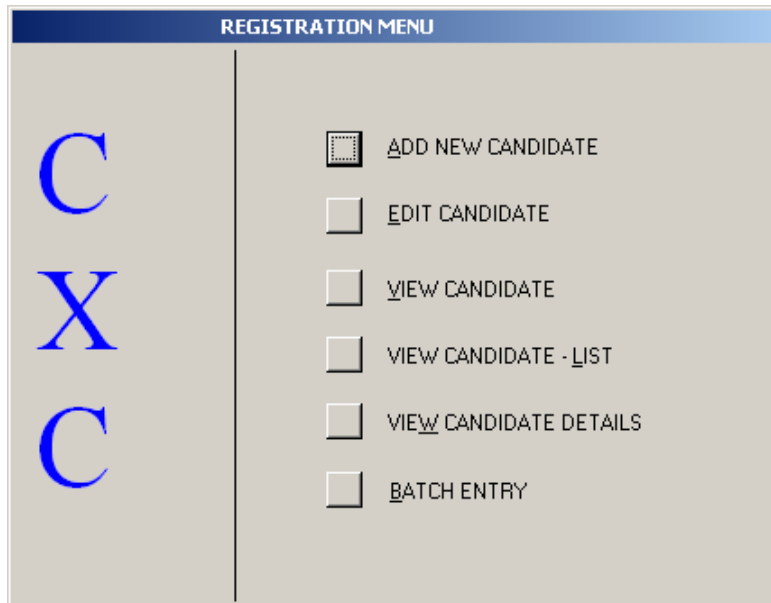 REGISTRATION MENU
C
X
C
ADD NEW CANDIDATE
EDIT CANDIDATE
VIEW CANDIDATE
VIEW CANDIDATE - LIST
VIEW CANDIDATE DETAILS
BATCH ENTRY